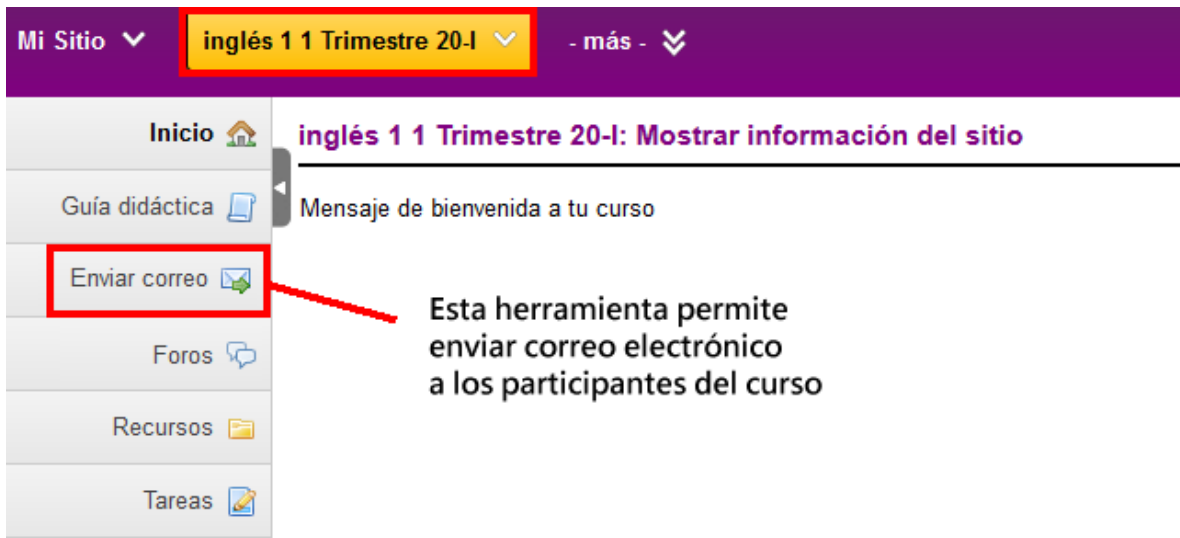 Mi Sitio inglés 1 1 Trimestre 20-I - más -
Inicio
inglés 1 1 Trimestre 20-I: Mostrar información del sitio
Guía didáctica
Mensaje de bienvenida a tu curso
Enviar correo
Esta herramienta permite
enviar correo electrónico
a los participantes del curso
Foros
Recursos
Tareas